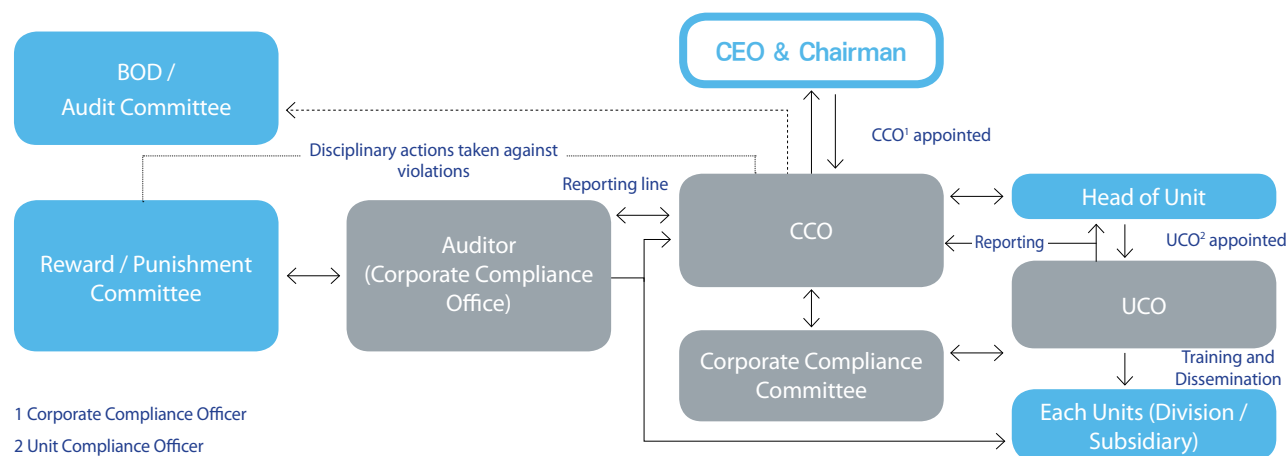 BOD /
Audit Committee
CEO & Chairman
CCO¹ appointed
Disciplinary actions taken against
violations
Reporting line
Reward / Punishment
Committee
Auditor
(Corporate Compliance
Office)
CCO
Head of Unit
Reporting
UCO² appointed
UCO
Corporate Compliance
Committee
Training and
Dissemination
Each Units (Division /
Subsidiary)
1 Corporate Compliance Officer
2 Unit Compliance Officer